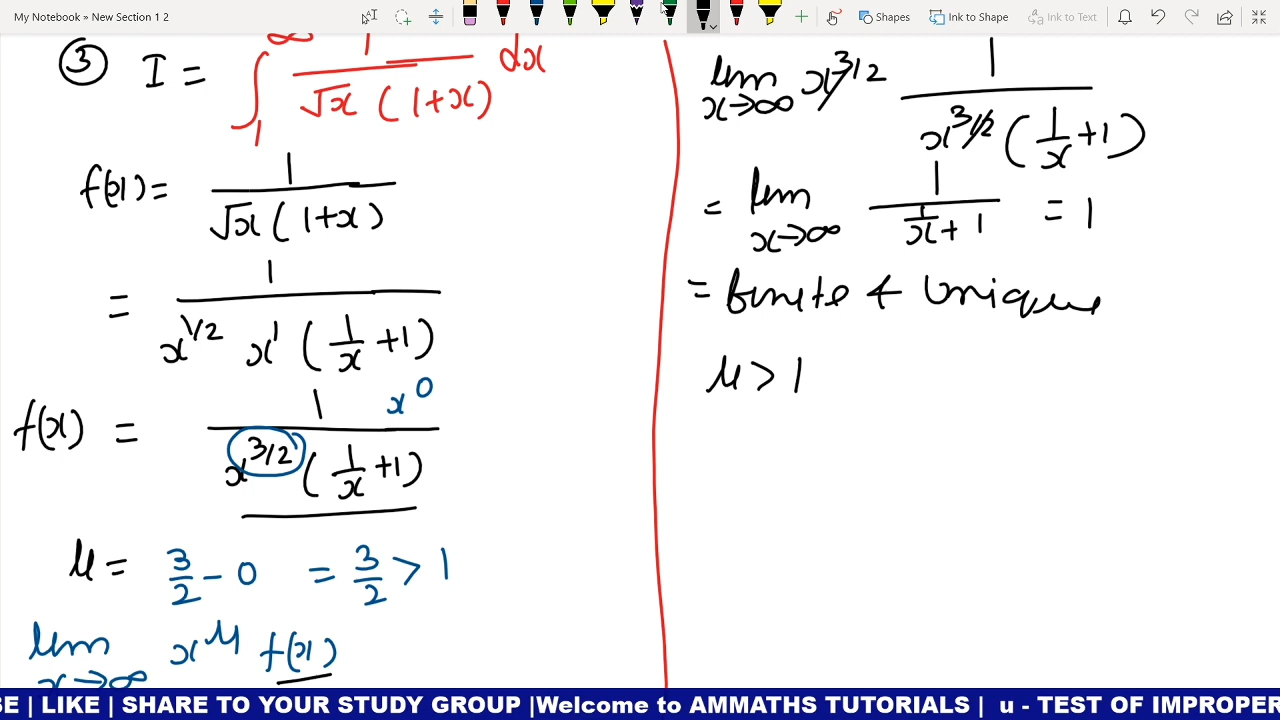 My Notebook » New Section 1 2
Shapes
Ink to Shape
Ink to Text
③ I = ∫₁^∞ 1/(√x (1+x)) dx
f(x) = 1/(√x (1+x))
= 1/(x^1/2 x^1 (1/x +1))
f(x) = 1/(x^3/2 (1/x +1)) x^0
μ = 3/2 - 0 = 3/2 > 1
lim x→∞ x^μ f(x)
lim x→∞ x^3/2 1/(x^3/2 (1/x +1))
= lim x→∞ 1/(1/x + 1) = 1
= finite & unique
μ > 1
SE | LIKE | SHARE TO YOUR STUDY GROUP |Welcome to AMMATHS TUTORIALS | u - TEST OF IMPROPER